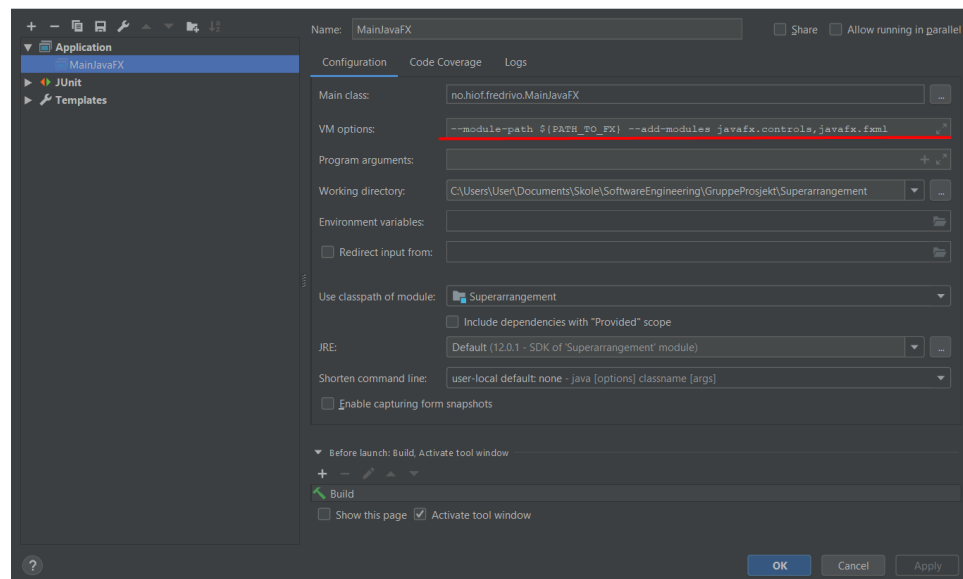 Name: MainJavaFX Share Allow running in parallel
Application
MainJavaFX
JUnit
Templates
Configuration Code Coverage Logs
Main class: no.hiof.fredrivo.MainJavaFX ...
VM options: --module-path ${PATH_TO_FX} --add-modules javafx.controls,javafx.fxml
Program arguments:
Working directory: C:\Users\User\Documents\Skole\SoftwareEngineering\GruppeProsjekt\Superarrangement ...
Environment variables:
Redirect input from:
Use classpath of module: Superarrangement
Include dependencies with "Provided" scope
JRE: Default (12.0.1 - SDK of 'Superarrangement' module) ...
Shorten command line: user-local default: none - java [options] classname [args]
Enable capturing form snapshots
Before launch: Build, Activate tool window
Build
Show this page Activate tool window
? OK Cancel Apply